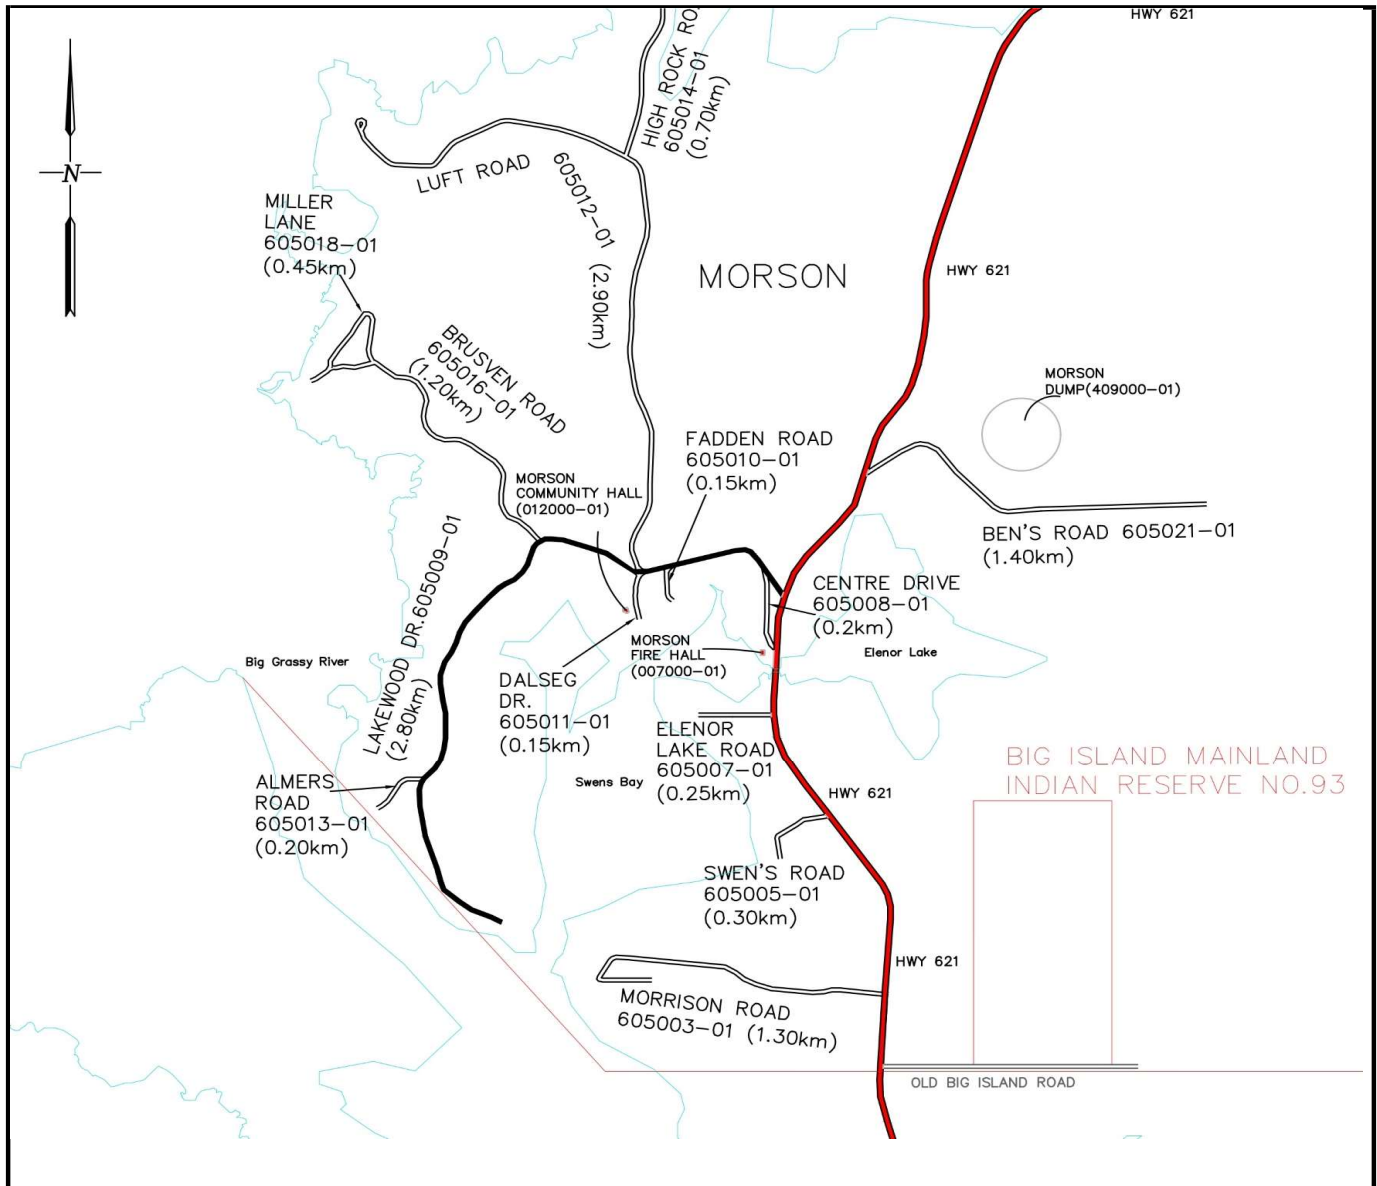 HWY 621
HIGH ROCK RO
605014-01
(0.70km)
N
LUFT ROAD
605012-01 (2.90km)
MILLER
LANE
605018-01
(0.45km)
MORSON
HWY 621
BRUSVEN ROAD
605016-01
(1.20km)
MORSON
DUMP(409000-01)
FADDEN ROAD
605010-01
(0.15km)
MORSON
COMMUNITY HALL
(012000-01)
BEN'S ROAD 605021-01
(1.40km)
LAKEWOOD DR.605009-01
(2.80km)
CENTRE DRIVE
605008-01
(0.2km)
MORSON
FIRE HALL
(007000-01)
Elenor Lake
Big Grassy River
DALSEG
DR.
605011-01
(0.15km)
ELENOR
LAKE ROAD
605007-01
(0.25km)
BIG ISLAND MAINLAND
INDIAN RESERVE NO.93
Swens Bay
ALMERS
ROAD
605013-01
(0.20km)
HWY 621
SWEN'S ROAD
605005-01
(0.30km)
HWY 621
MORRISON ROAD
605003-01 (1.30km)
OLD BIG ISLAND ROAD